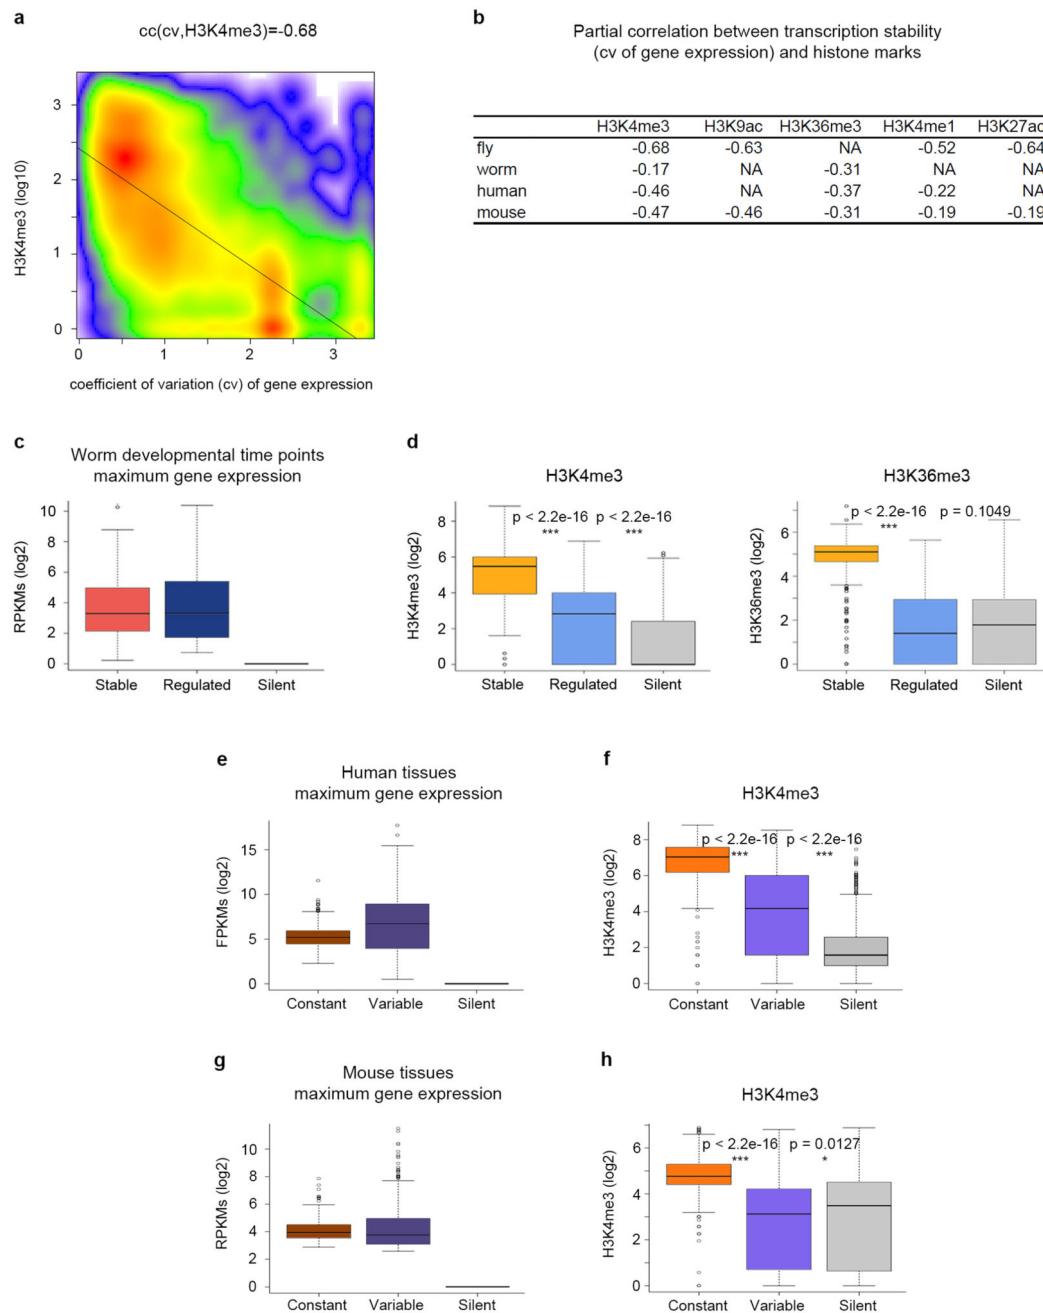 a
cc(cv,H3K4me3)=-0.68
H3K4me3 (log10)
3
2
1
0
0 1 2 3
coefficient of variation (cv) of gene expression
b
Partial correlation between transcription stability
(cv of gene expression) and histone marks
H3K4me3 H3K9ac H3K36me3 H3K4me1 H3K27ac
fly -0.68 -0.63 NA -0.52 -0.64
worm -0.17 NA -0.31 NA NA
human -0.46 NA -0.37 -0.22 NA
mouse -0.47 -0.46 -0.31 -0.19 -0.19
c
Worm developmental time points
maximum gene expression
RPKMs (log2)
10
8
6
4
2
0
Stable Regulated Silent
d
H3K4me3
p < 2.2e-16 p < 2.2e-16
*** ***
H3K4me3 (log2)
8
6
4
2
0
Stable Regulated Silent
H3K36me3
p < 2.2e-16 p = 0.1049
***
H3K36me3 (log2)
6
4
2
0
Stable Regulated Silent
e
Human tissues
maximum gene expression
FPKMs (log2)
15
10
5
0
Constant Variable Silent
f
H3K4me3
p < 2.2e-16 p < 2.2e-16
*** ***
H3K4me3 (log2)
8
6
4
2
0
Constant Variable Silent
g
Mouse tissues
maximum gene expression
RPKMs (log2)
10
8
6
4
2
0
Constant Variable Silent
h
H3K4me3
p < 2.2e-16 p = 0.0127
*** *
H3K4me3 (log2)
6
4
2
0
Constant Variable Silent